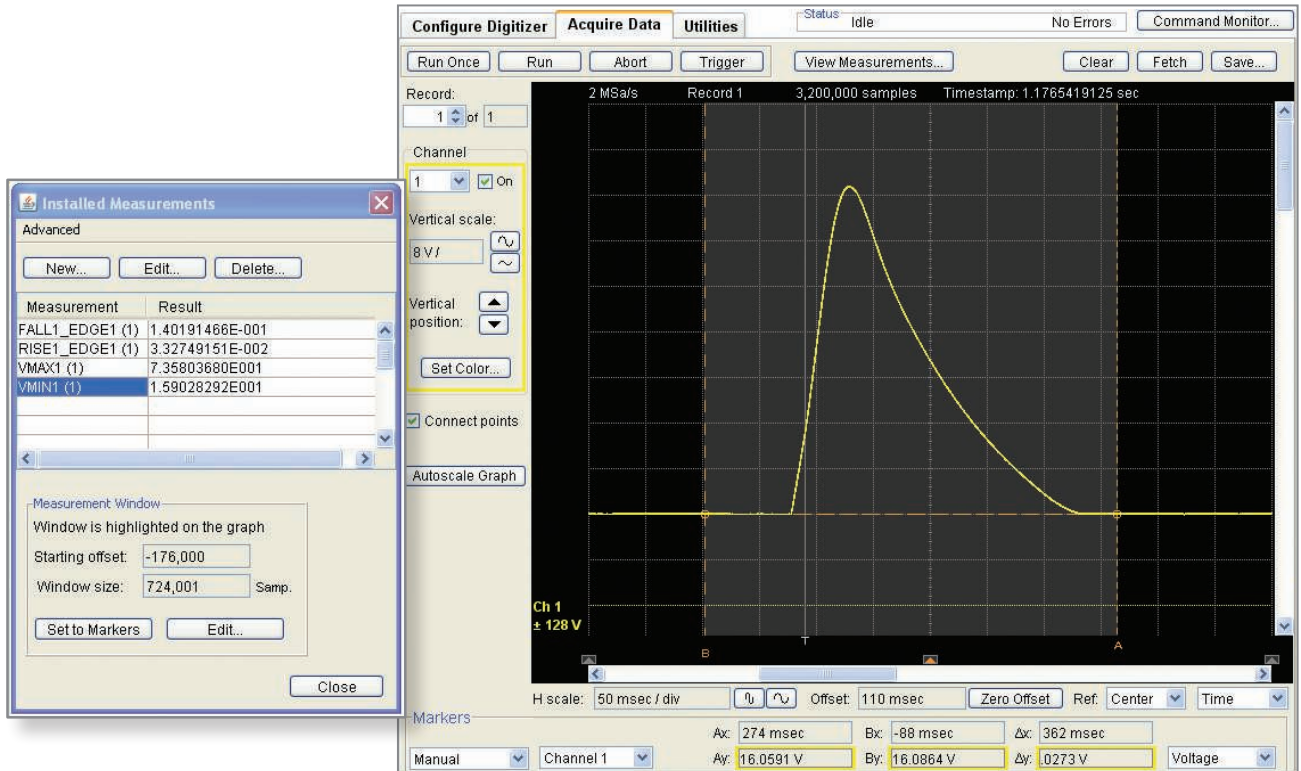 Configure Digitizer Acquire Data Utilities Status Idle No Errors Command Monitor...
Run Once Run Abort Trigger View Measurements... Clear Fetch Save...
Record: 1 of 1
2 MSa/s Record 1 3,200,000 samples Timestamp: 1.1765419125 sec
Channel
1 On
Vertical scale:
8 V/
Vertical position:
Set Color...
Connect points
Autoscale Graph
Ch 1
± 128 V
B T A
H scale: 50 msec / div Offset: 110 msec Zero Offset Ref: Center Time
Markers
Ax: 274 msec Bx: -88 msec Δx: 362 msec
Manual Channel 1 Ay: 16.0591 V By: 16.0864 V Δy: .0273 V Voltage
Installed Measurements
Advanced
New... Edit... Delete...
Measurement Result
FALL1_EDGE1 (1) 1.40191466E-001
RISE1_EDGE1 (1) 3.32749151E-002
VMAX1 (1) 7.35803680E001
VMIN1 (1) 1.59028292E001
Measurement Window
Window is highlighted on the graph
Starting offset: -176,000
Window size: 724,001 Samp.
Set to Markers Edit...
Close